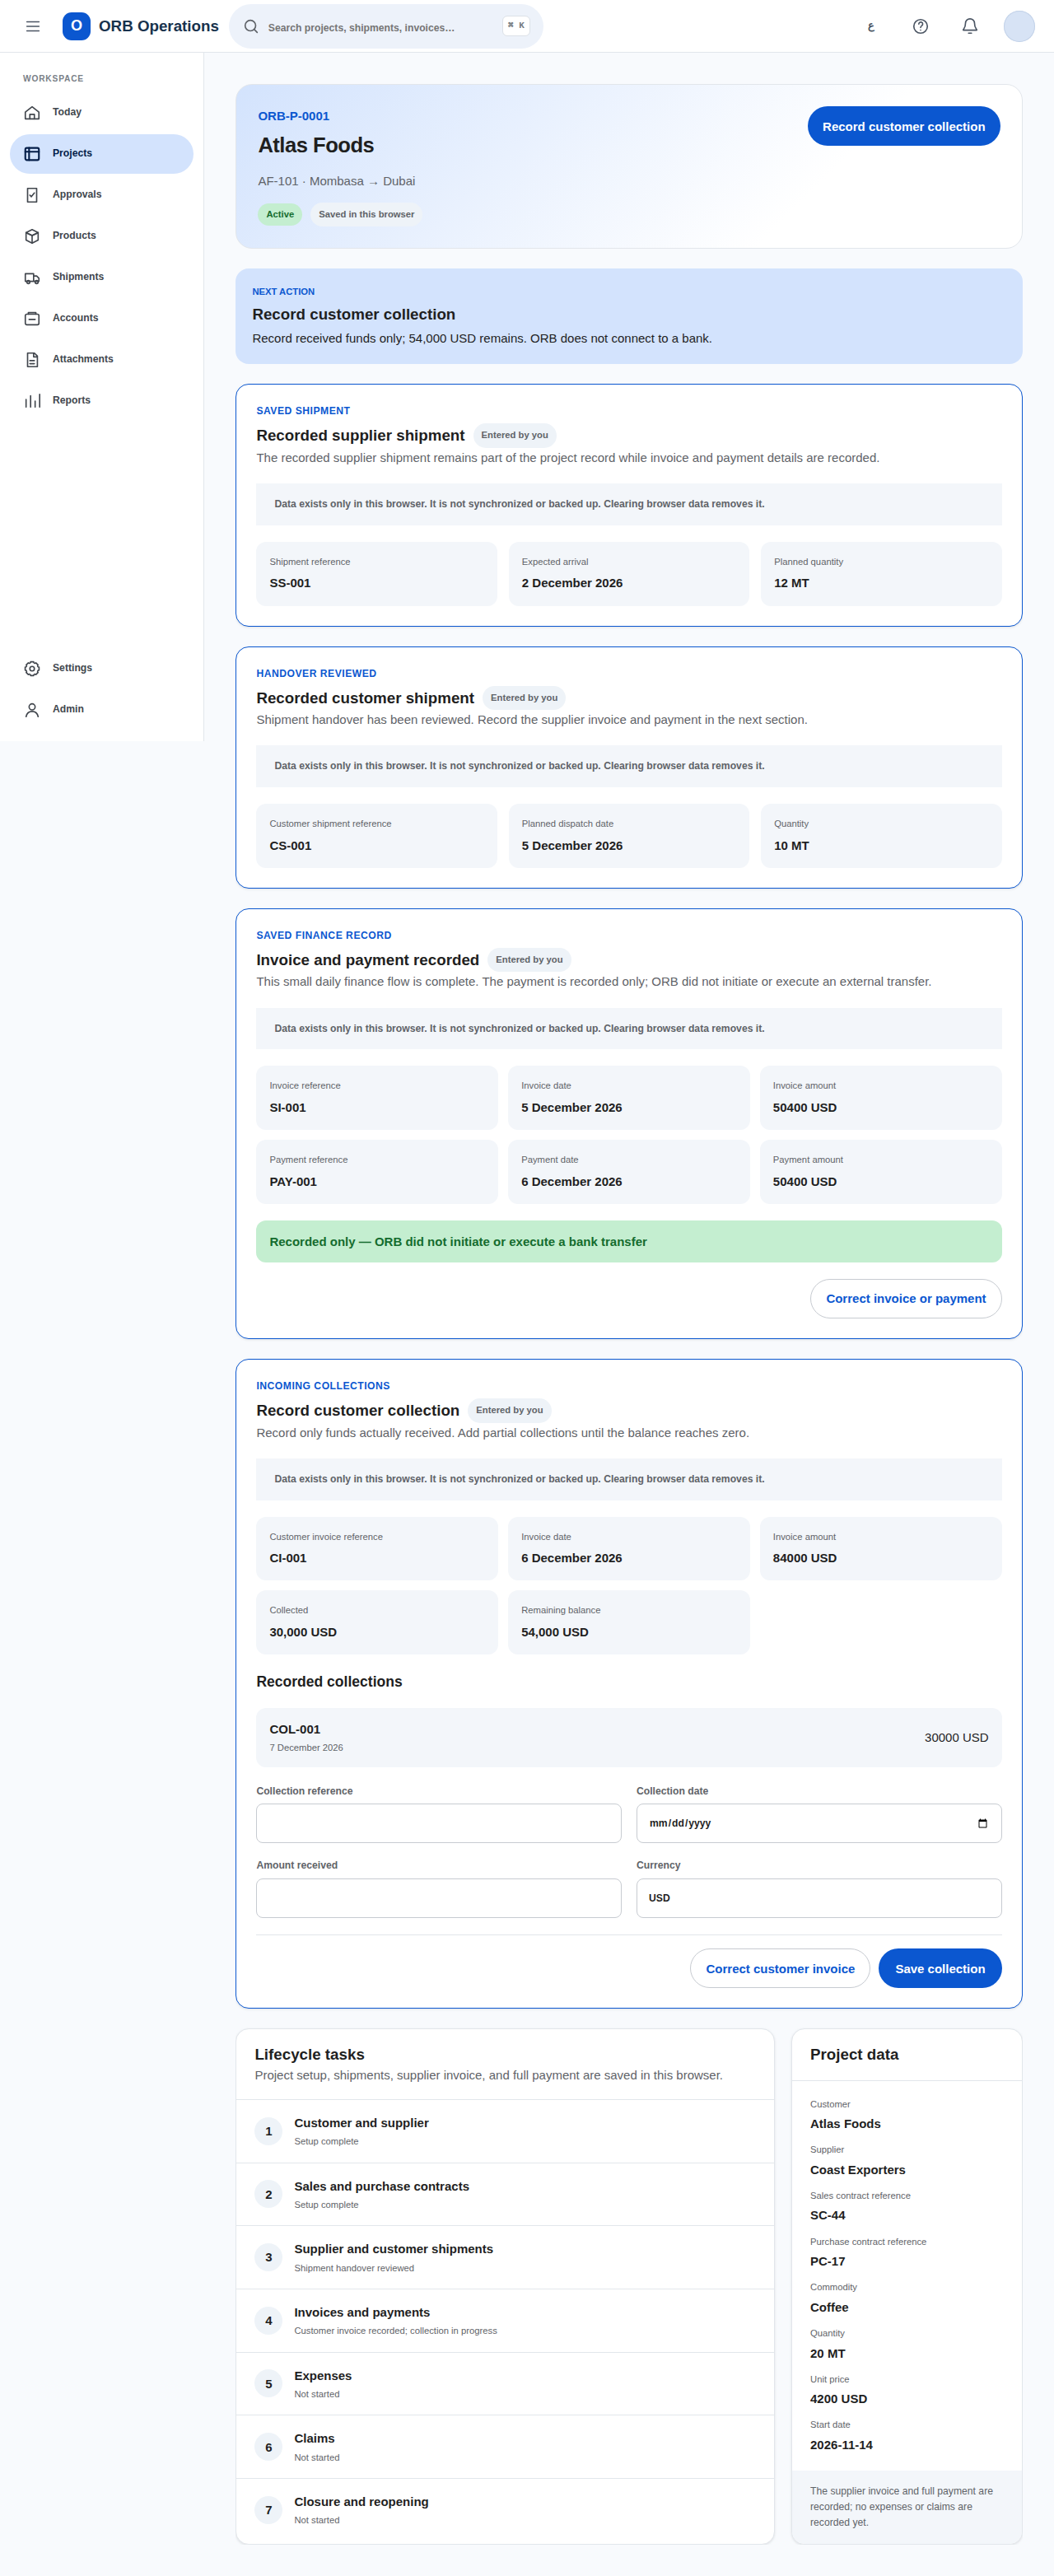 O ORB Operations
Search projects, shipments, invoices…
⌘ K
ع
WORKSPACE
Today
Projects
Approvals
Products
Shipments
Accounts
Attachments
Reports
Settings
Admin
ORB-P-0001
Atlas Foods
AF-101 · Mombasa → Dubai
Active
Saved in this browser
Record customer collection
NEXT ACTION
Record customer collection
Record received funds only; 54,000 USD remains. ORB does not connect to a bank.
SAVED SHIPMENT
Recorded supplier shipment
Entered by you
The recorded supplier shipment remains part of the project record while invoice and payment details are recorded.
Data exists only in this browser. It is not synchronized or backed up. Clearing browser data removes it.
Shipment reference
SS-001
Expected arrival
2 December 2026
Planned quantity
12 MT
HANDOVER REVIEWED
Recorded customer shipment
Entered by you
Shipment handover has been reviewed. Record the supplier invoice and payment in the next section.
Data exists only in this browser. It is not synchronized or backed up. Clearing browser data removes it.
Customer shipment reference
CS-001
Planned dispatch date
5 December 2026
Quantity
10 MT
SAVED FINANCE RECORD
Invoice and payment recorded
Entered by you
This small daily finance flow is complete. The payment is recorded only; ORB did not initiate or execute an external transfer.
Data exists only in this browser. It is not synchronized or backed up. Clearing browser data removes it.
Invoice reference
SI-001
Invoice date
5 December 2026
Invoice amount
50400 USD
Payment reference
PAY-001
Payment date
6 December 2026
Payment amount
50400 USD
Recorded only — ORB did not initiate or execute a bank transfer
Correct invoice or payment
INCOMING COLLECTIONS
Record customer collection
Entered by you
Record only funds actually received. Add partial collections until the balance reaches zero.
Data exists only in this browser. It is not synchronized or backed up. Clearing browser data removes it.
Customer invoice reference
CI-001
Invoice date
6 December 2026
Invoice amount
84000 USD
Collected
30,000 USD
Remaining balance
54,000 USD
Recorded collections
COL-001
7 December 2026
30000 USD
Collection reference
Collection date
mm/dd/yyyy
Amount received
Currency
USD
Correct customer invoice
Save collection
Lifecycle tasks
Project setup, shipments, supplier invoice, and full payment are saved in this browser.
1
Customer and supplier
Setup complete
2
Sales and purchase contracts
Setup complete
3
Supplier and customer shipments
Shipment handover reviewed
4
Invoices and payments
Customer invoice recorded; collection in progress
5
Expenses
Not started
6
Claims
Not started
7
Closure and reopening
Not started
Project data
Customer
Atlas Foods
Supplier
Coast Exporters
Sales contract reference
SC-44
Purchase contract reference
PC-17
Commodity
Coffee
Quantity
20 MT
Unit price
4200 USD
Start date
2026-11-14
The supplier invoice and full payment are
recorded; no expenses or claims are
recorded yet.